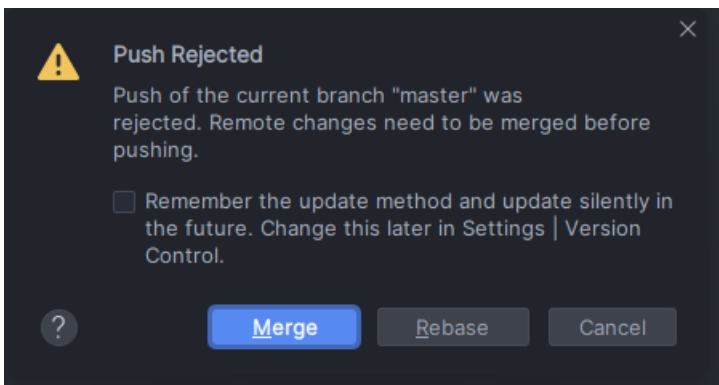 Push Rejected
Push of the current branch "master" was
rejected. Remote changes need to be merged before
pushing.
Remember the update method and update silently in
the future. Change this later in Settings | Version
Control.
?
Merge
Rebase
Cancel